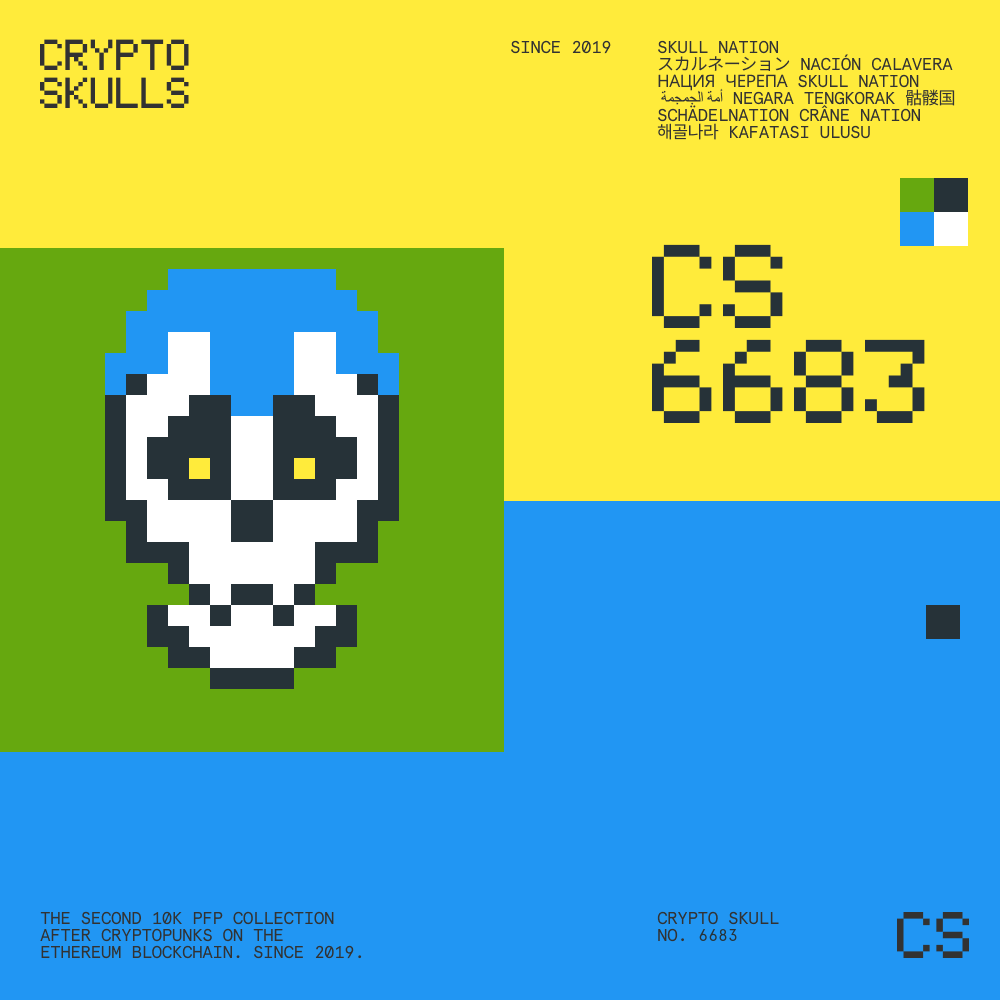 CRYPTO
SKULLS
SINCE 2019
SKULL NATION
スカルネーション NACIÓN CALAVERA
НАЦИЯ ЧЕРЕПА SKULL NATION
أمة الجمجمة NEGARA TENGKORAK 骷髅国
SCHÄDELNATION CRÂNE NATION
해골나라 KAFATASI ULUSU
CS
6683
THE SECOND 10K PFP COLLECTION
AFTER CRYPTOPUNKS ON THE
ETHEREUM BLOCKCHAIN. SINCE 2019.
CRYPTO SKULL
NO. 6683
CS